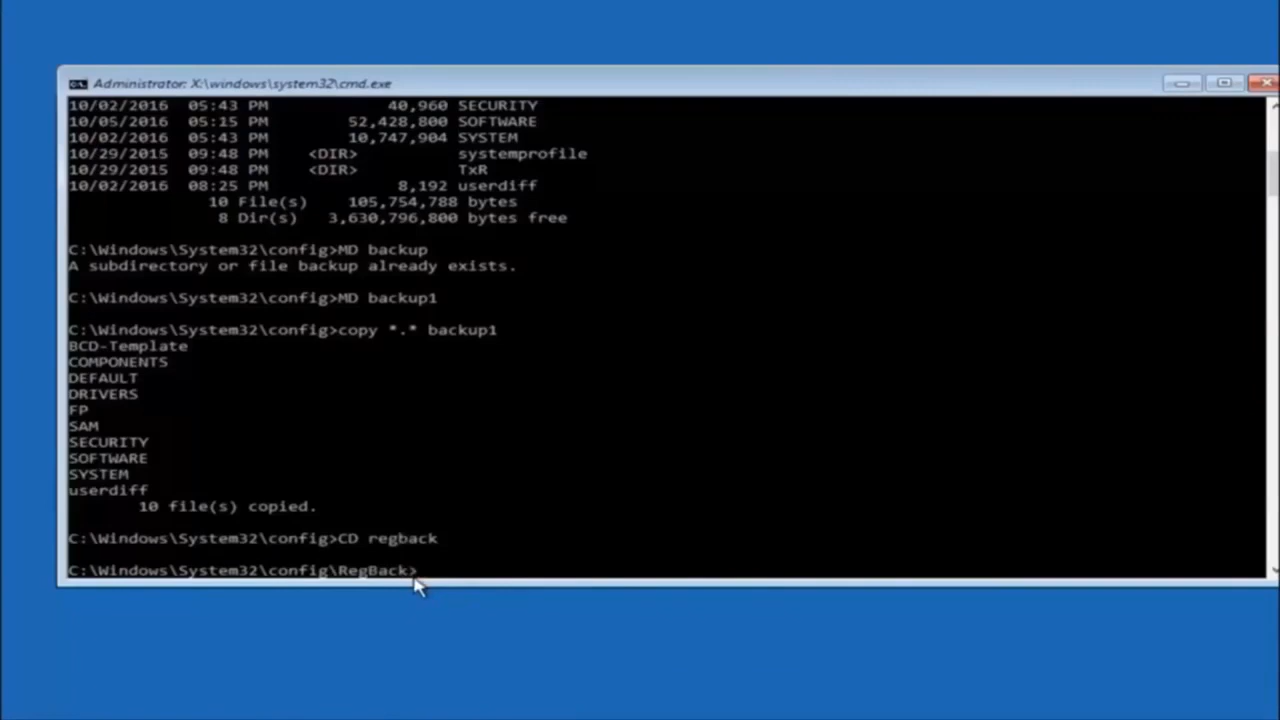 Administrator: X:\windows\system32\cmd.exe
10/02/2016 05:43 PM 40,960 SECURITY
10/05/2016 05:15 PM 52,428,800 SOFTWARE
10/02/2016 05:43 PM 10,747,904 SYSTEM
10/29/2015 09:48 PM <DIR> systemprofile
10/29/2015 09:48 PM <DIR> TxR
10/02/2016 08:25 PM 8,192 userdiff
10 File(s) 105,754,788 bytes
8 Dir(s) 3,630,796,800 bytes free
C:\Windows\System32\config>MD backup
A subdirectory or file backup already exists.
C:\Windows\System32\config>MD backup1
C:\Windows\System32\config>copy *.* backup1
BCD-Template
COMPONENTS
DEFAULT
DRIVERS
FP
SAM
SECURITY
SOFTWARE
SYSTEM
userdiff
10 file(s) copied.
C:\Windows\System32\config>CD regback
C:\Windows\System32\config\RegBack>